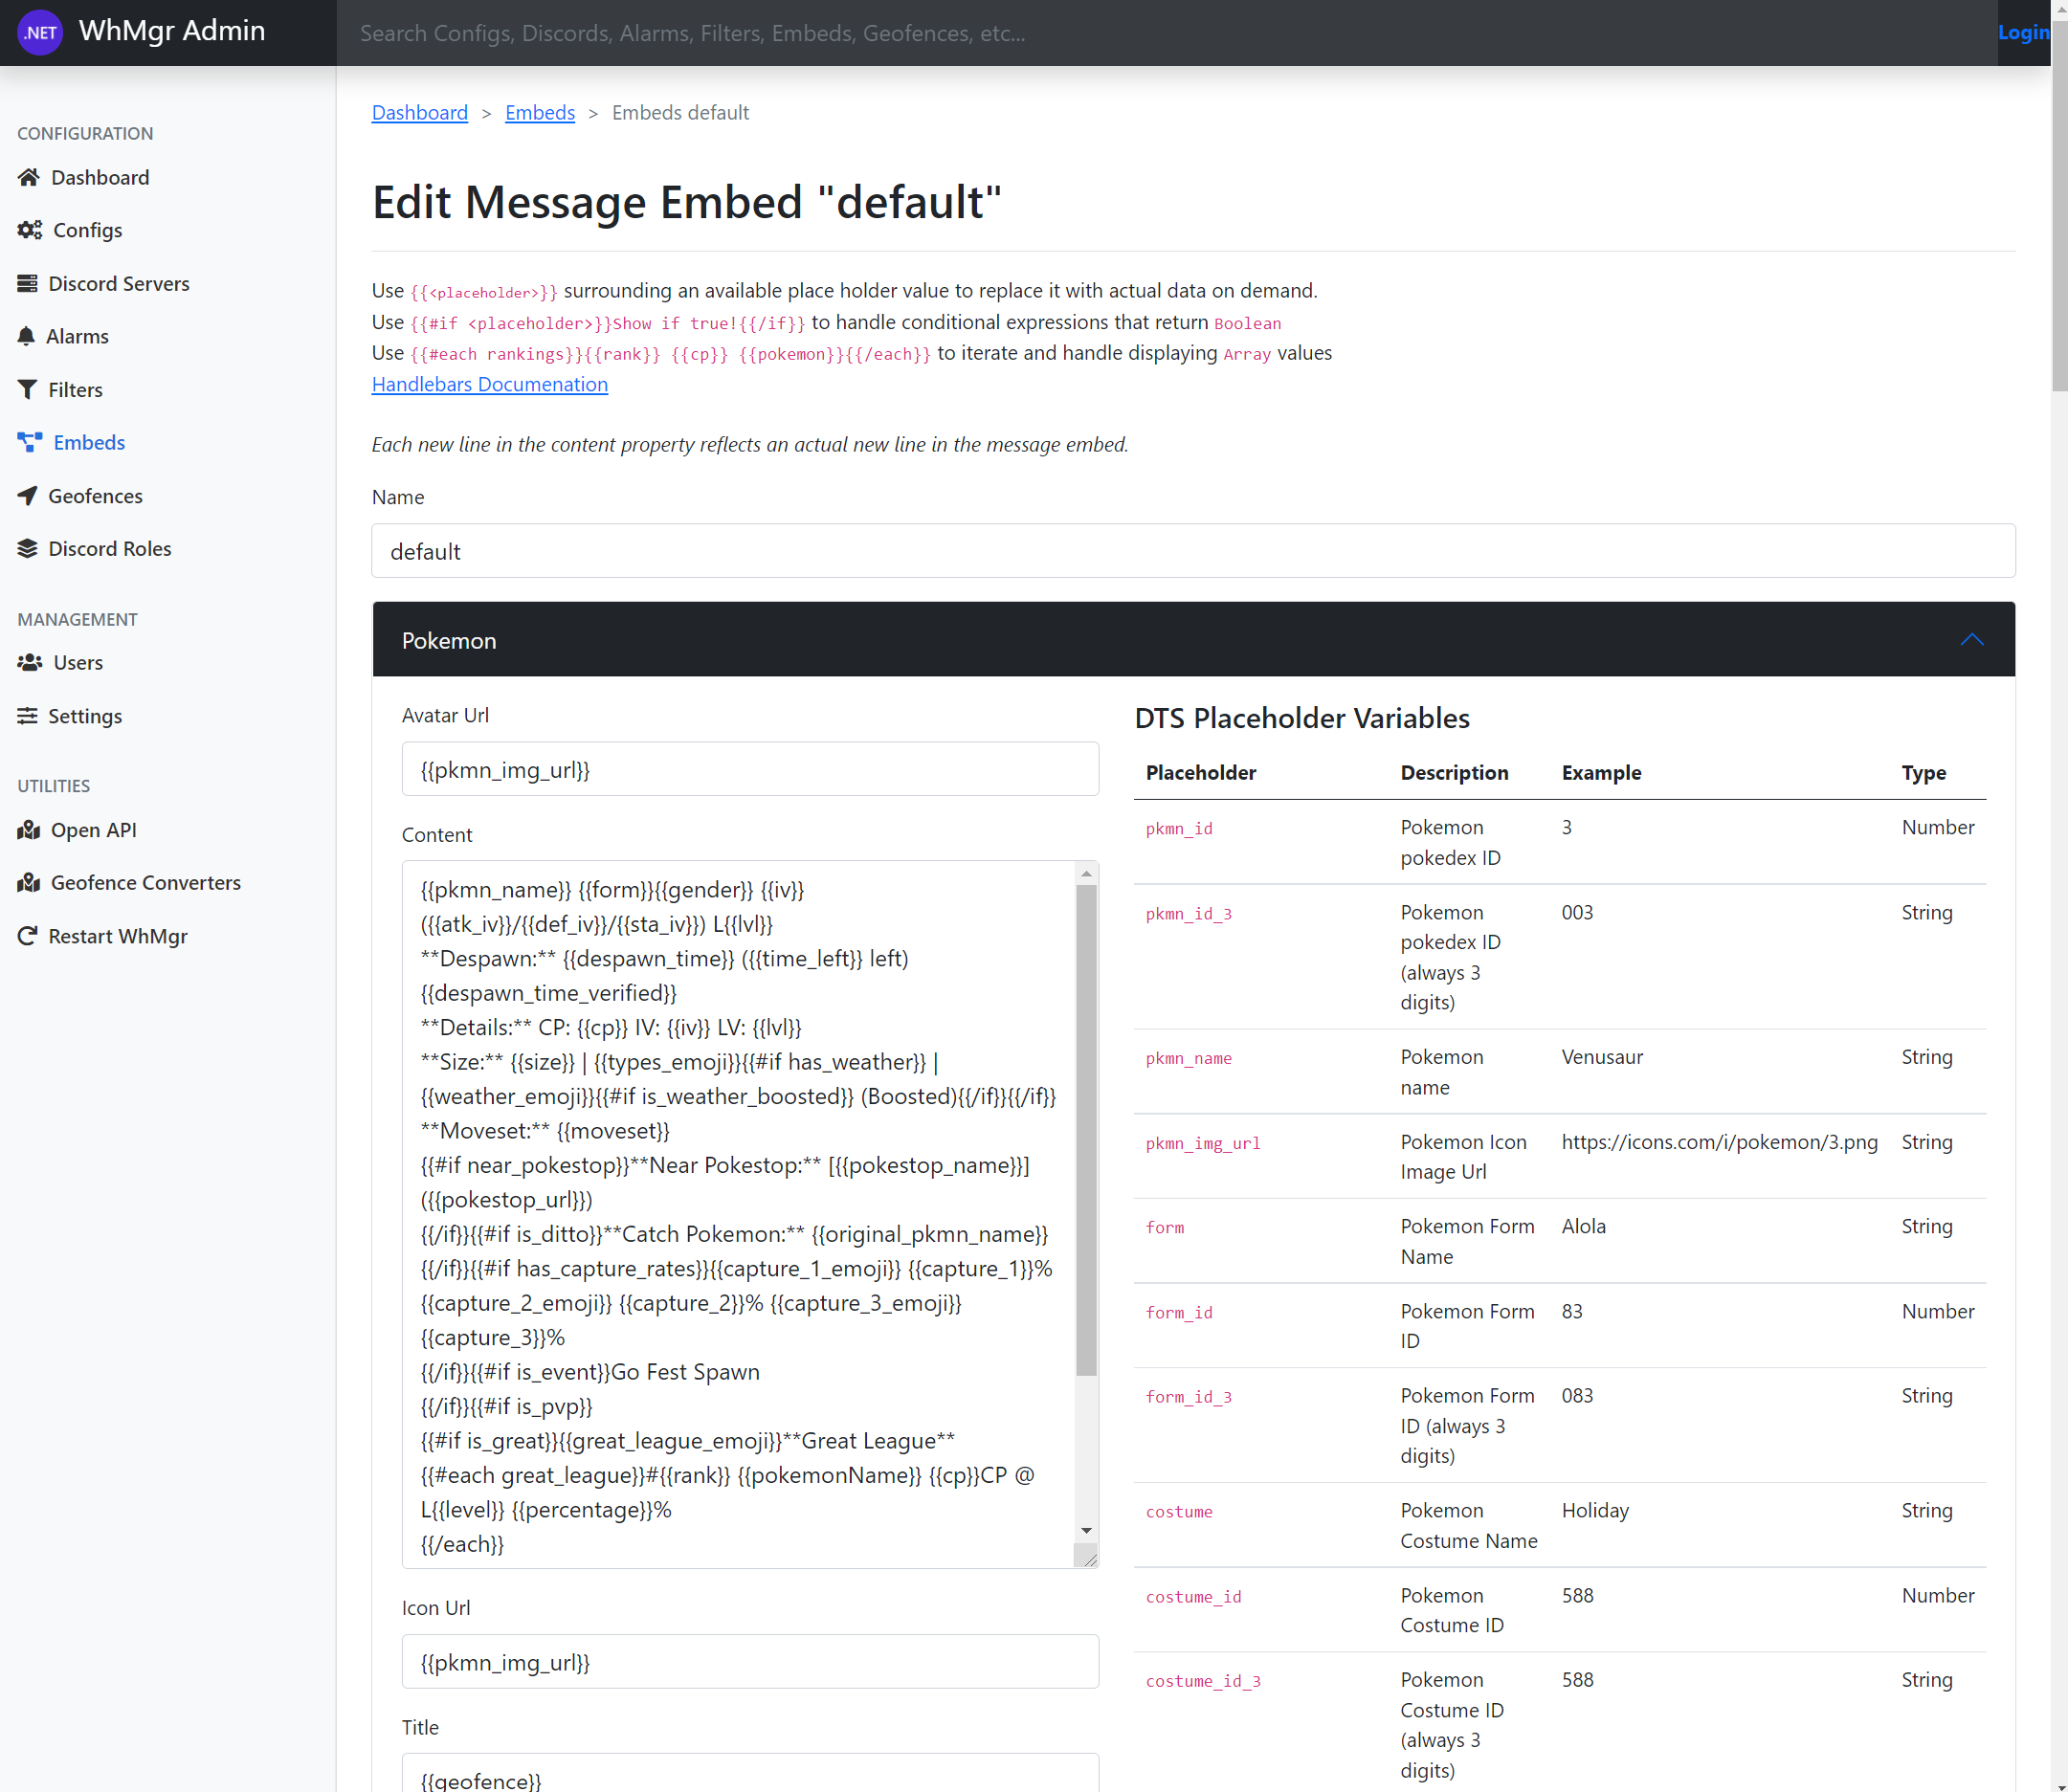 .NET WhMgr Admin
Search Configs, Discords, Alarms, Filters, Embeds, Geofences, etc...
Login
CONFIGURATION
Dashboard
Configs
Discord Servers
Alarms
Filters
Embeds
Geofences
Discord Roles
MANAGEMENT
Users
Settings
UTILITIES
Open API
Geofence Converters
Restart WhMgr
Dashboard > Embeds > Embeds default
Edit Message Embed "default"
Use {{<placeholder>}} surrounding an available place holder value to replace it with actual data on demand.
Use {{#if <placeholder>}}Show if true!{{/if}} to handle conditional expressions that return Boolean
Use {{#each rankings}}{{rank}} {{cp}} {{pokemon}}{{/each}} to iterate and handle displaying Array values
Handlebars Documenation
Each new line in the content property reflects an actual new line in the message embed.
Name
default
Pokemon
Avatar Url
{{pkmn_img_url}}
Content
{{pkmn_name}} {{form}}{{gender}} {{iv}}
({{atk_iv}}/{{def_iv}}/{{sta_iv}}) L{{lvl}}
**Despawn:** {{despawn_time}} ({{time_left}} left)
{{despawn_time_verified}}
**Details:** CP: {{cp}} IV: {{iv}} LV: {{lvl}}
**Size:** {{size}} | {{types_emoji}}{{#if has_weather}} |
{{weather_emoji}}{{#if is_weather_boosted}} (Boosted){{/if}}{{/if}}
**Moveset:** {{moveset}}
{{#if near_pokestop}}**Near Pokestop:** [{{pokestop_name}}]
({{pokestop_url}})
{{/if}}{{#if is_ditto}}**Catch Pokemon:** {{original_pkmn_name}}
{{/if}}{{#if has_capture_rates}}{{capture_1_emoji}} {{capture_1}}%
{{capture_2_emoji}} {{capture_2}}% {{capture_3_emoji}}
{{capture_3}}%
{{/if}}{{#if is_event}}Go Fest Spawn
{{/if}}{{#if is_pvp}}
{{#if is_great}}{{great_league_emoji}}**Great League**
{{#each great_league}}#{{rank}} {{pokemonName}} {{cp}}CP @
L{{level}} {{percentage}}%
{{/each}}
Icon Url
{{pkmn_img_url}}
Title
{{geofence}}
DTS Placeholder Variables
Placeholder Description Example Type
pkmn_id Pokemon 3 Number
pokedex ID
pkmn_id_3 Pokemon 003 String
pokedex ID
(always 3
digits)
pkmn_name Pokemon Venusaur String
name
pkmn_img_url Pokemon Icon https://icons.com/i/pokemon/3.png String
Image Url
form Pokemon Form Alola String
Name
form_id Pokemon Form 83 Number
ID
form_id_3 Pokemon Form 083 String
ID (always 3
digits)
costume Pokemon Holiday String
Costume Name
costume_id Pokemon 588 Number
Costume ID
costume_id_3 Pokemon 588 String
Costume ID
(always 3
digits)